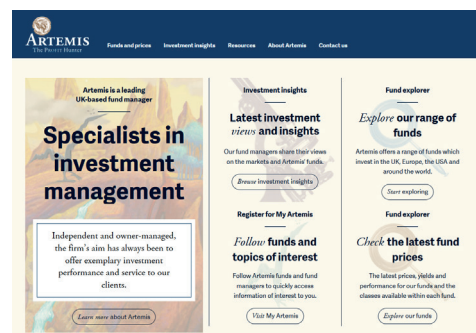 ARTEMIS
The PROFIT Hunter
Funds and prices
Investment insights
Resources
About Artemis
Contact us
Artemis is a leading
UK-based fund manager
Specialists in
investment
management
Independent and owner-managed,
the firm's aim has always been to
offer exemplary investment
performance and service to our
clients.
Learn more about Artemis
Investment insights
Latest investment
views and insights
Our fund managers share their views
on the markets and Artemis' funds.
Browse investment insights
Register for My Artemis
Follow funds and
topics of interest
Follow Artemis funds and fund
managers to quickly access
information of interest to you.
Visit My Artemis
Fund explorer
Explore our range of
funds
Artemis offers a range of funds which
invest in the UK, Europe, the USA and
around the world.
Start exploring
Fund explorer
Check the latest fund
prices
The latest prices, yields and
performance for our funds and the
classes available within each fund.
Explore our funds